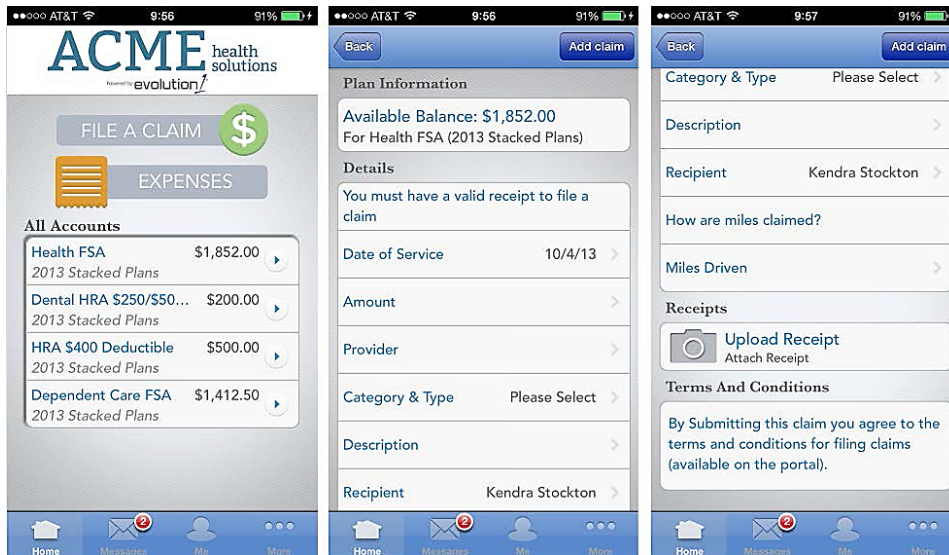 AT&T 9:56 91%
ACME health solutions
Powered by evolution1
FILE A CLAIM $
EXPENSES
All Accounts
Health FSA $1,852.00
2013 Stacked Plans
Dental HRA $250/$50... $200.00
2013 Stacked Plans
HRA $400 Deductible $500.00
2013 Stacked Plans
Dependent Care FSA $1,412.50
2013 Stacked Plans
2
Home Messages Me More
AT&T 9:56 91%
Back Add claim
Plan Information
Available Balance: $1,852.00
For Health FSA (2013 Stacked Plans)
Details
You must have a valid receipt to file a
claim
Date of Service 10/4/13
Amount
Provider
Category & Type Please Select
Description
Recipient Kendra Stockton
2
Home Messages Me More
AT&T 9:57 91%
Back Add claim
Category & Type Please Select
Description
Recipient Kendra Stockton
How are miles claimed?
Miles Driven
Receipts
Upload Receipt
Attach Receipt
Terms And Conditions
By Submitting this claim you agree to the
terms and conditions for filing claims
(available on the portal).
2
Home Messages Me More